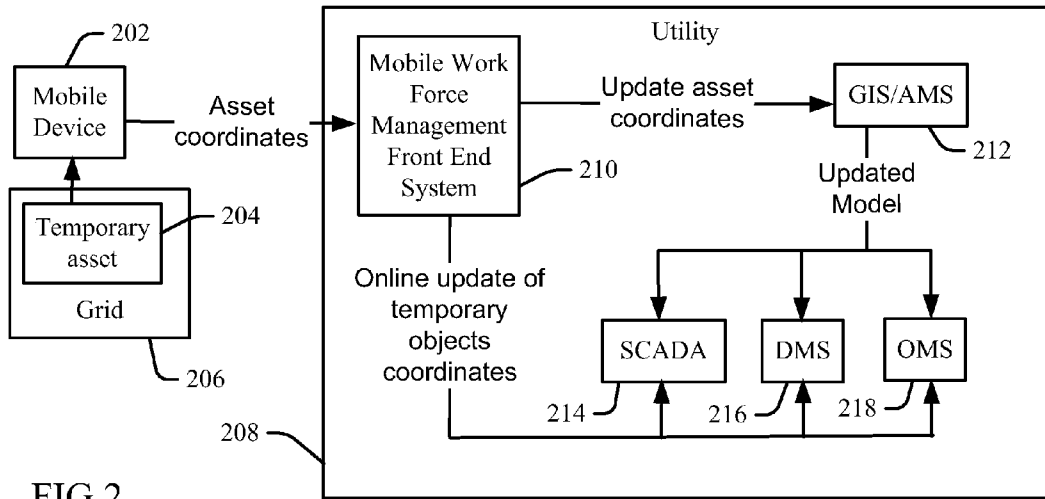 202
Mobile
Device
Asset
coordinates
204
Temporary
asset
Grid
206
Utility
Mobile Work
Force
Management
Front End
System
210
Update asset
coordinates
GIS/AMS
212
Updated
Model
Online update of
temporary
objects
coordinates
SCADA
DMS
OMS
214
216
218
208
FIG 2